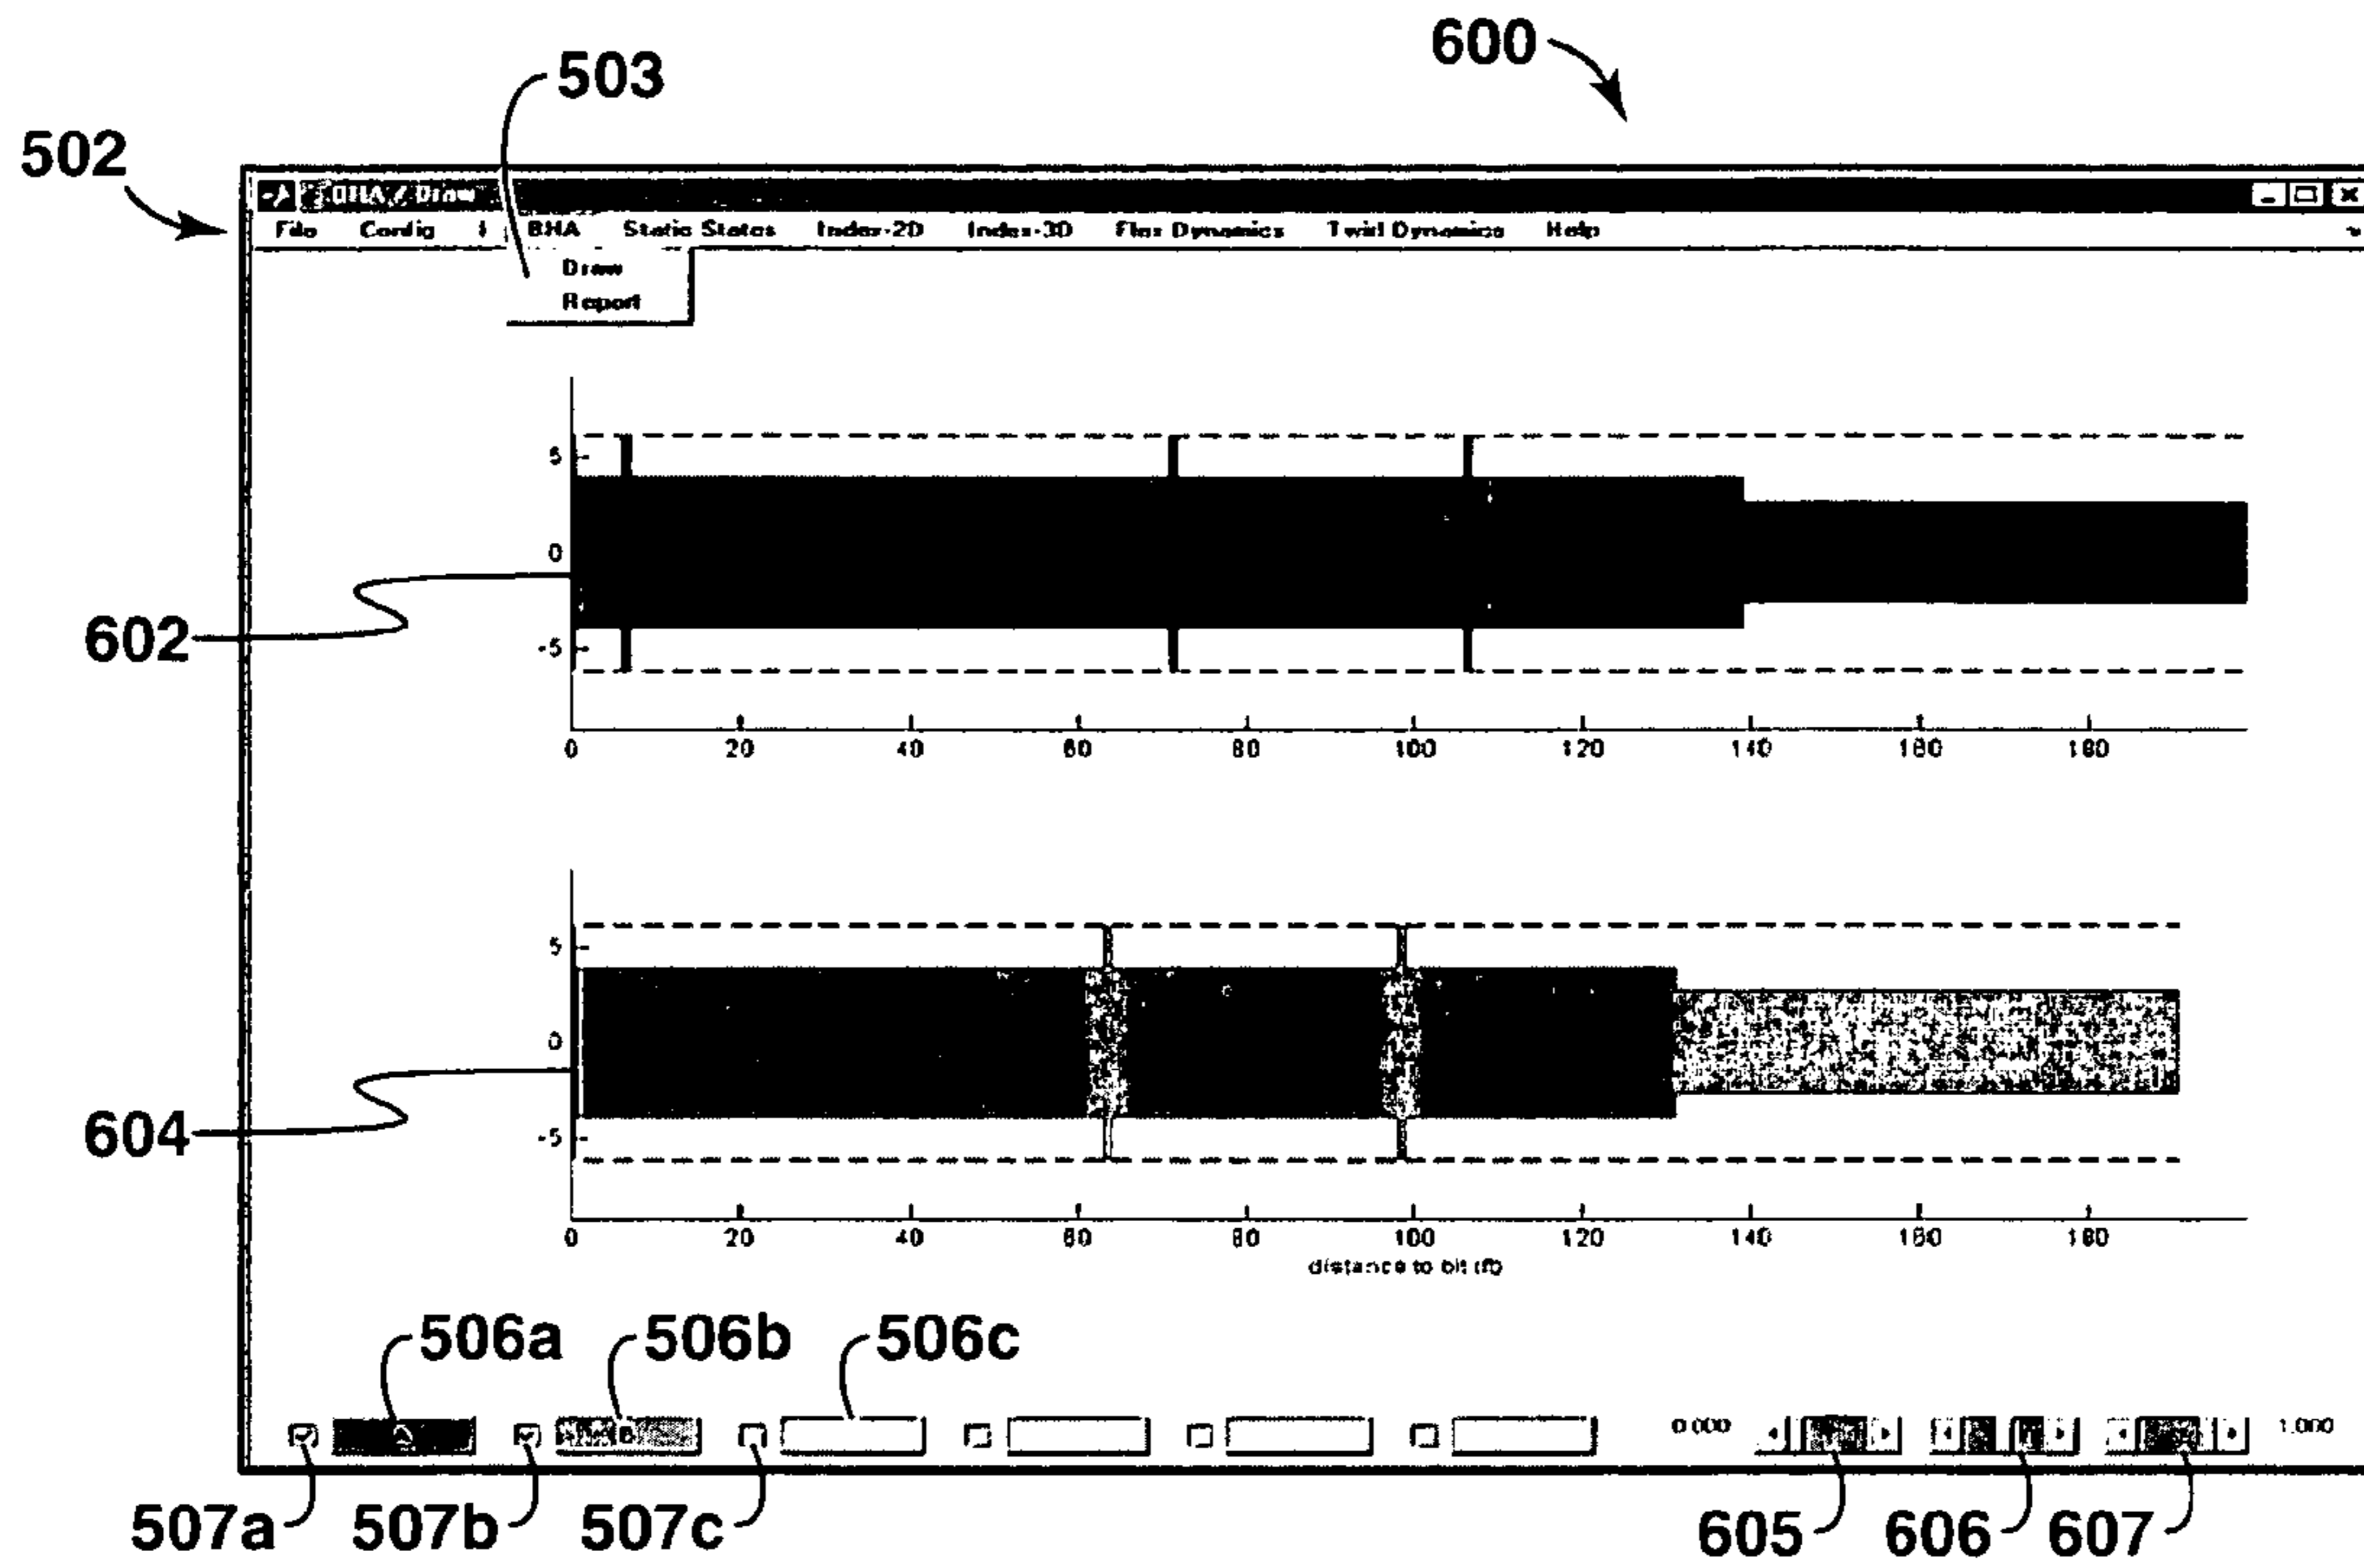 600
503
502
BHA / Draw
File Config BHA Static States Index-2D Index-3D Flex Dynamics Twirl Dynamics Help
Draw
Report
5
0
-5
602
0 20 40 60 80 100 120 140 160 180
5
0
-5
604
0 20 40 60 80 100 120 140 160 180
distance to bit (ft)
506a 506b 506c
A B 0.000 1.000
507a 507b 507c 605 606 607